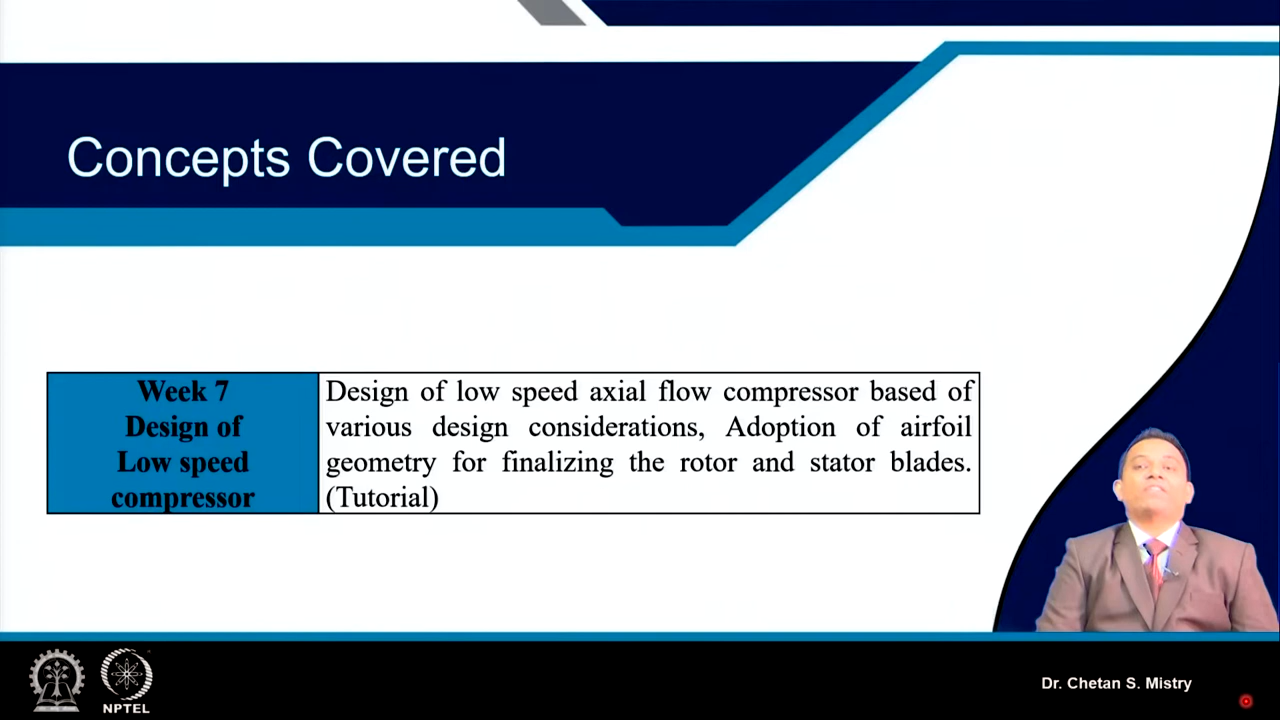 Concepts Covered
Week 7
Design of
Low speed
compressor
Design of low speed axial flow compressor based of
various design considerations, Adoption of airfoil
geometry for finalizing the rotor and stator blades.
(Tutorial)
NPTEL
Dr. Chetan S. Mistry